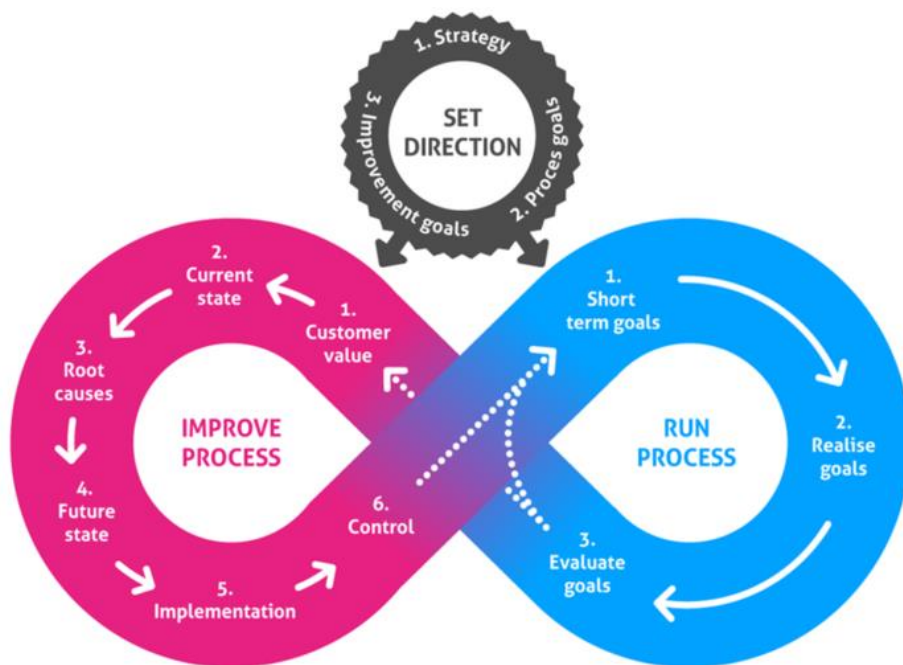 1. Strategy
2. Proces goals
3. Improvement goals
SET
DIRECTION
1.
Customer
value
2.
Current
state
3.
Root
causes
4.
Future
state
5.
Implementation
6.
Control
IMPROVE
PROCESS
1.
Short
term goals
2.
Realise
goals
3.
Evaluate
goals
RUN
PROCESS